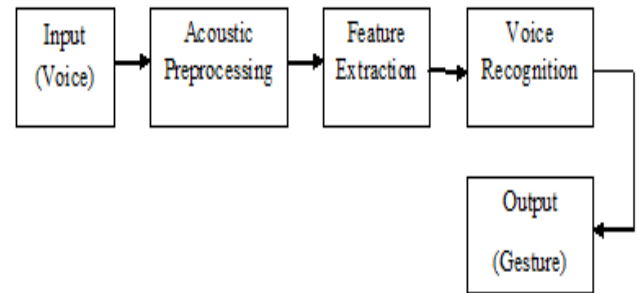 Input
(Voice)
Acoustic
Preprocessing
Feature
Extraction
Voice
Recognition
Output
(Gesture)